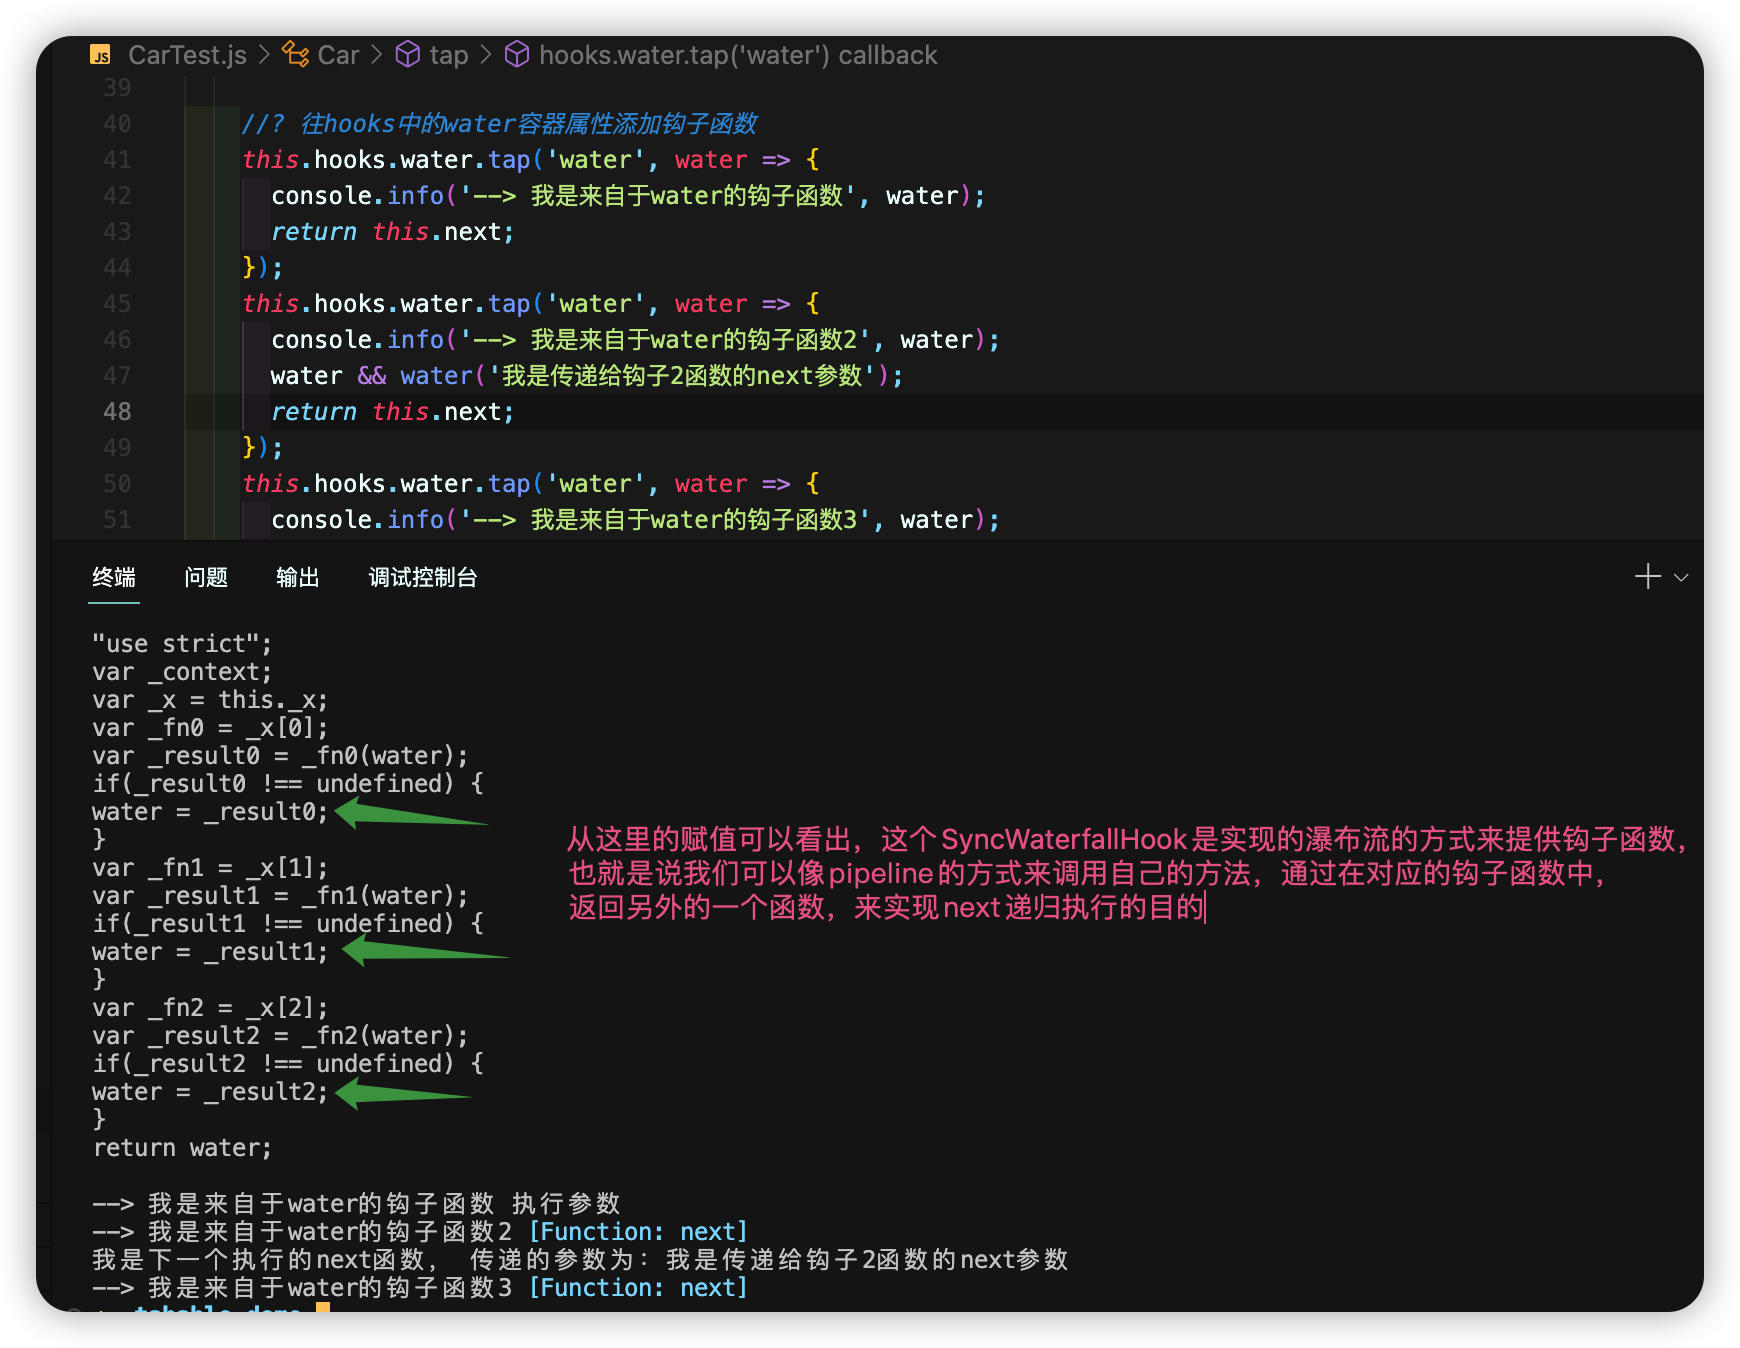 CarTest.js > Car > tap > hooks.water.tap('water') callback
39
40 //? 往hooks中的water容器属性添加钩子函数
41 this.hooks.water.tap('water', water => {
42 console.info('--> 我是来自于water的钩子函数', water);
43 return this.next;
44 });
45 this.hooks.water.tap('water', water => {
46 console.info('--> 我是来自于water的钩子函数2', water);
47 water && water('我是传递给钩子2函数的next参数');
48 return this.next;
49 });
50 this.hooks.water.tap('water', water => {
51 console.info('--> 我是来自于water的钩子函数3', water);
终端 问题 输出 调试控制台
"use strict";
var _context;
var _x = this._x;
var _fn0 = _x[0];
var _result0 = _fn0(water);
if(_result0 !== undefined) {
water = _result0;
}
var _fn1 = _x[1];
var _result1 = _fn1(water);
if(_result1 !== undefined) {
water = _result1;
}
var _fn2 = _x[2];
var _result2 = _fn2(water);
if(_result2 !== undefined) {
water = _result2;
}
return water;
从这里的赋值可以看出，这个SyncWaterfallHook是实现的瀑布流的方式来提供钩子函数，
也就是说我们可以像pipeline的方式来调用自己的方法，通过在对应的钩子函数中，
返回另外的一个函数，来实现next递归执行的目的
--> 我是来自于water的钩子函数 执行参数
--> 我是来自于water的钩子函数2 [Function: next]
我是下一个执行的next函数， 传递的参数为：我是传递给钩子2函数的next参数
--> 我是来自于water的钩子函数3 [Function: next]